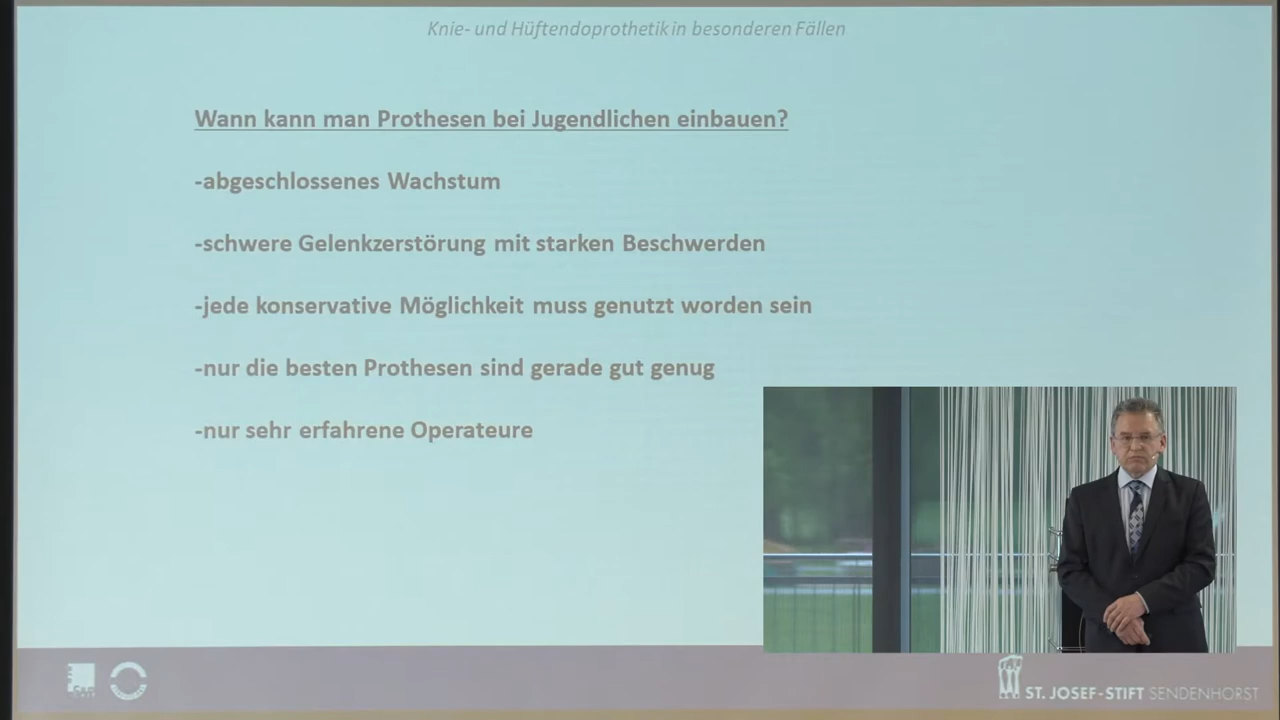 Knie- und Hüftendoprothetik in besonderen Fällen
Wann kann man Prothesen bei Jugendlichen einbauen?
-abgeschlossenes Wachstum
-schwere Gelenkzerstörung mit starken Beschwerden
-jede konservative Möglichkeit muss genutzt worden sein
-nur die besten Prothesen sind gerade gut genug
-nur sehr erfahrene Operateure
ST. JOSEF-STIFT SENDENHORST